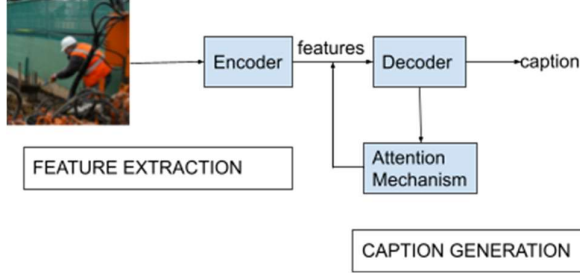 Encoder
features
Decoder
caption
Attention
Mechanism
FEATURE EXTRACTION
CAPTION GENERATION